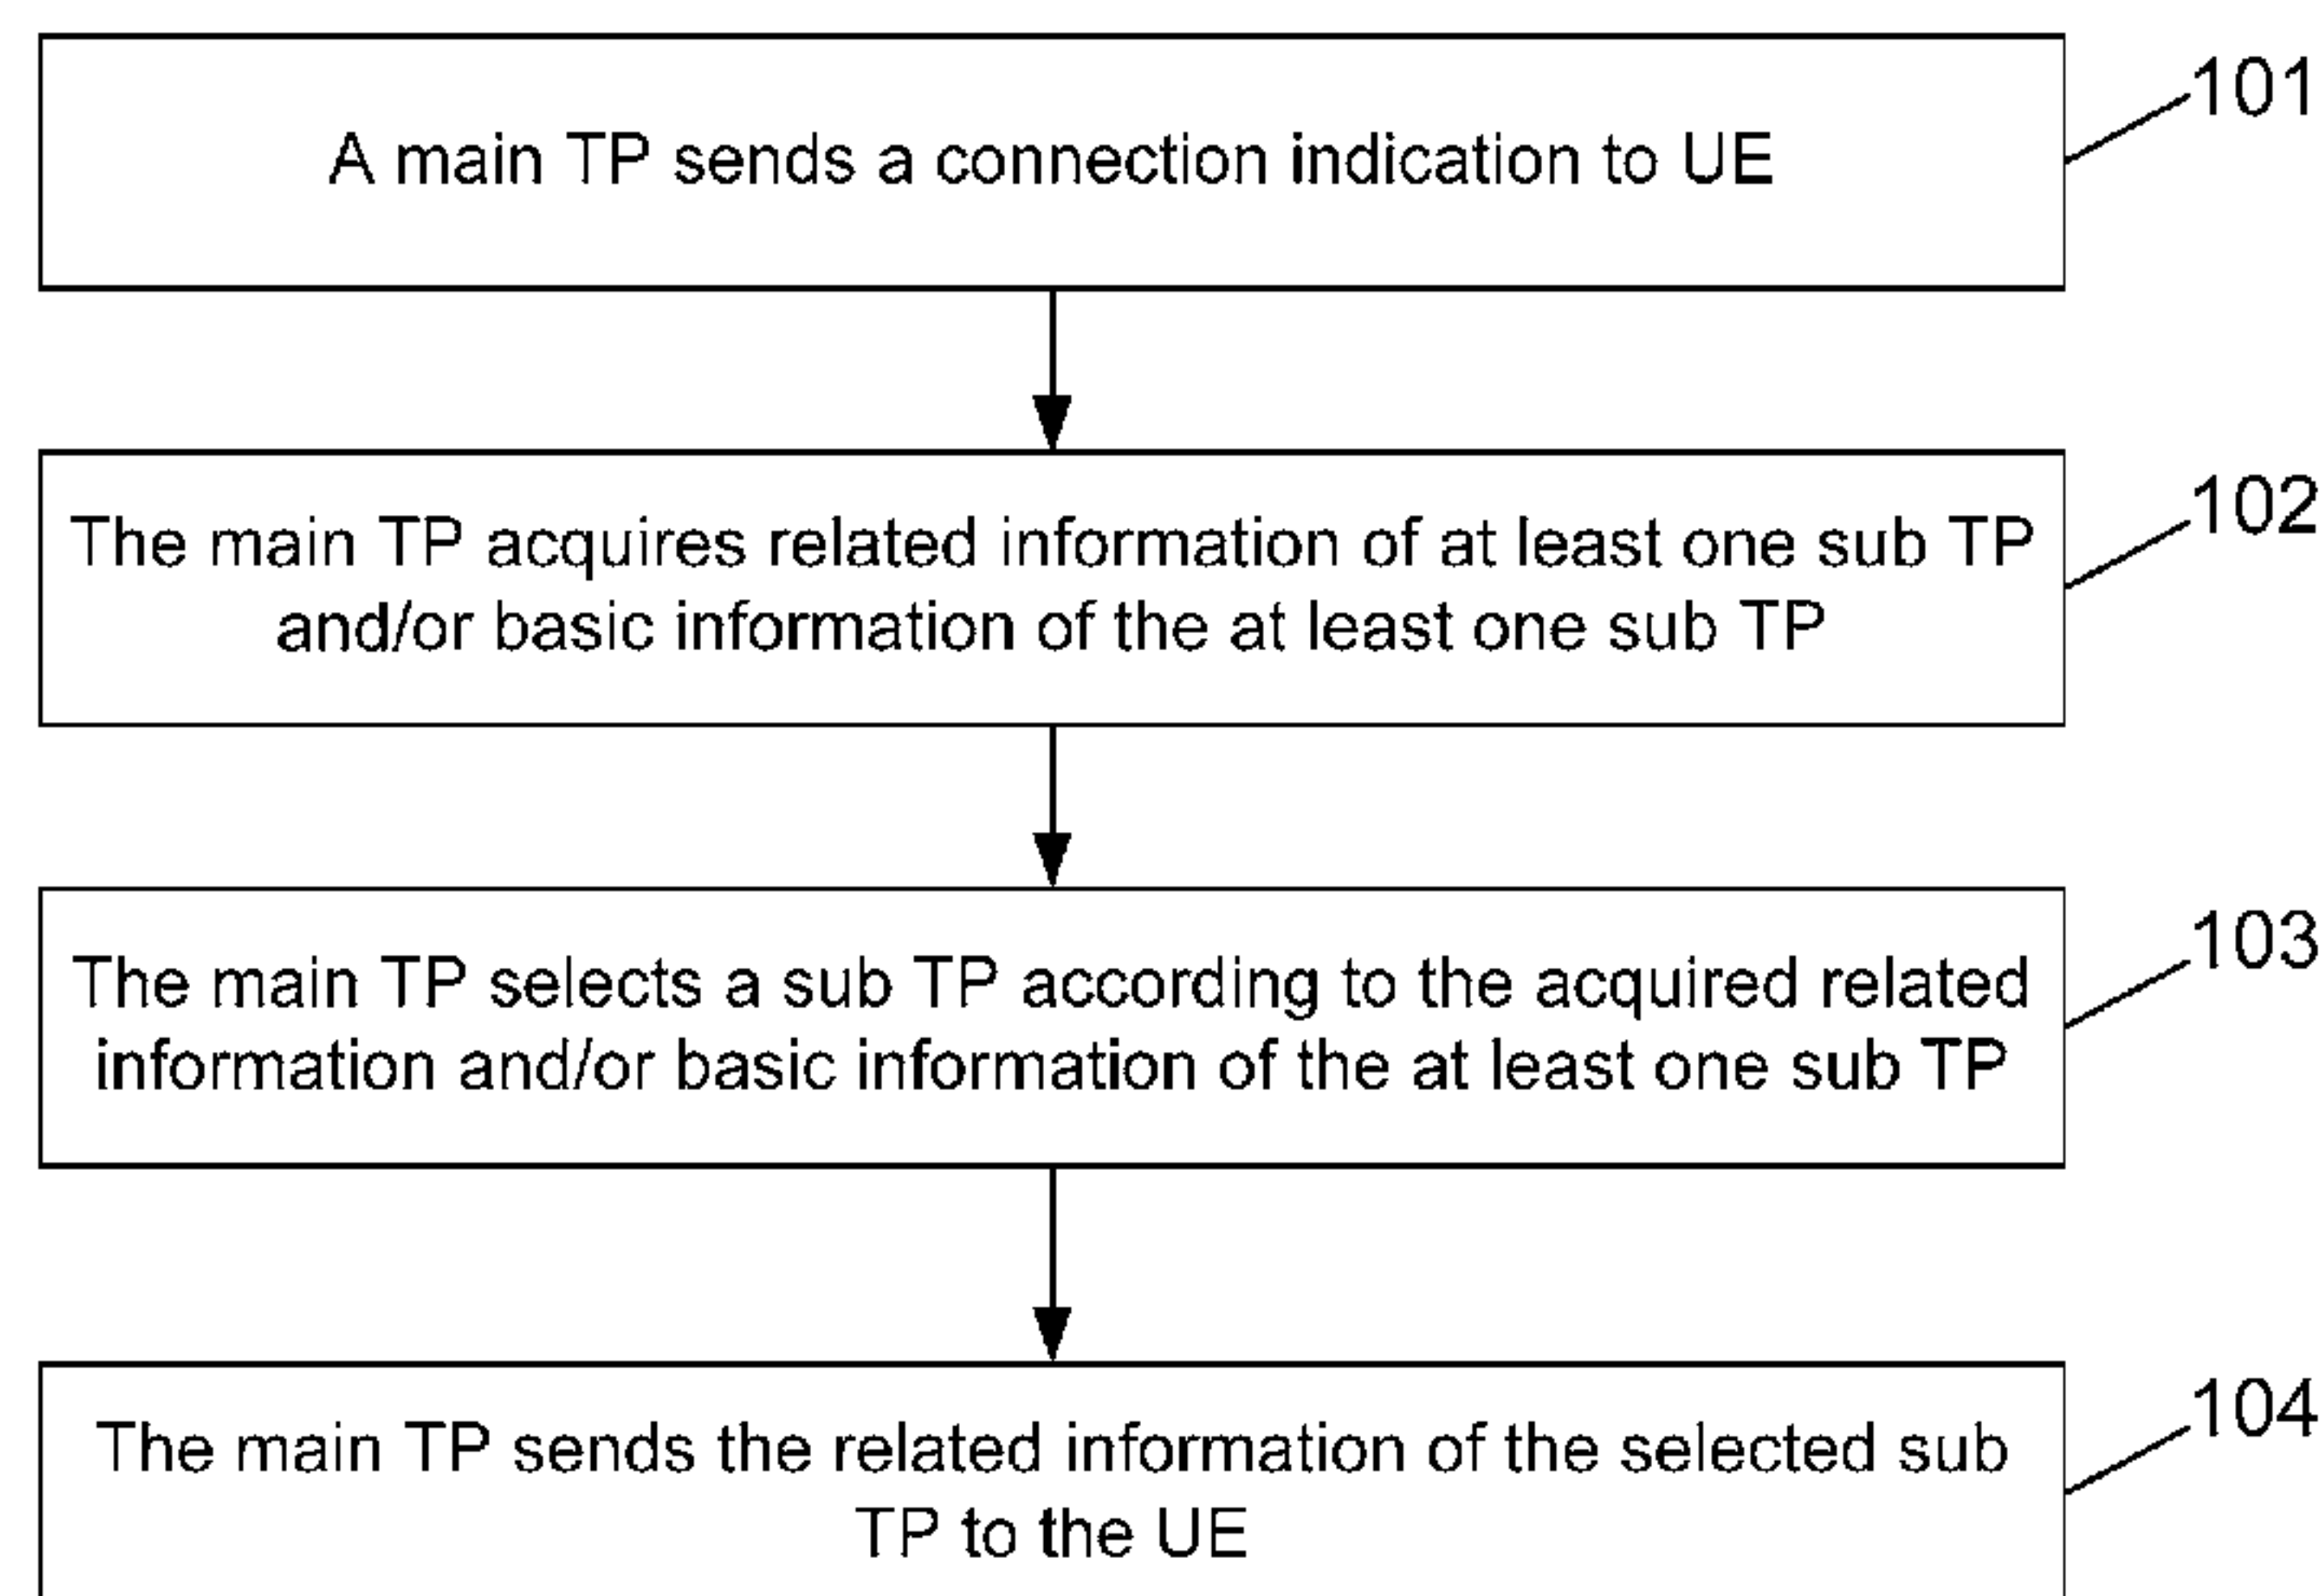 A main TP sends a connection indication to UE
101
The main TP acquires related information of at least one sub TP
and/or basic information of the at least one sub TP
102
The main TP selects a sub TP according to the acquired related
information and/or basic information of the at least one sub TP
103
The main TP sends the related information of the selected sub
TP to the UE
104